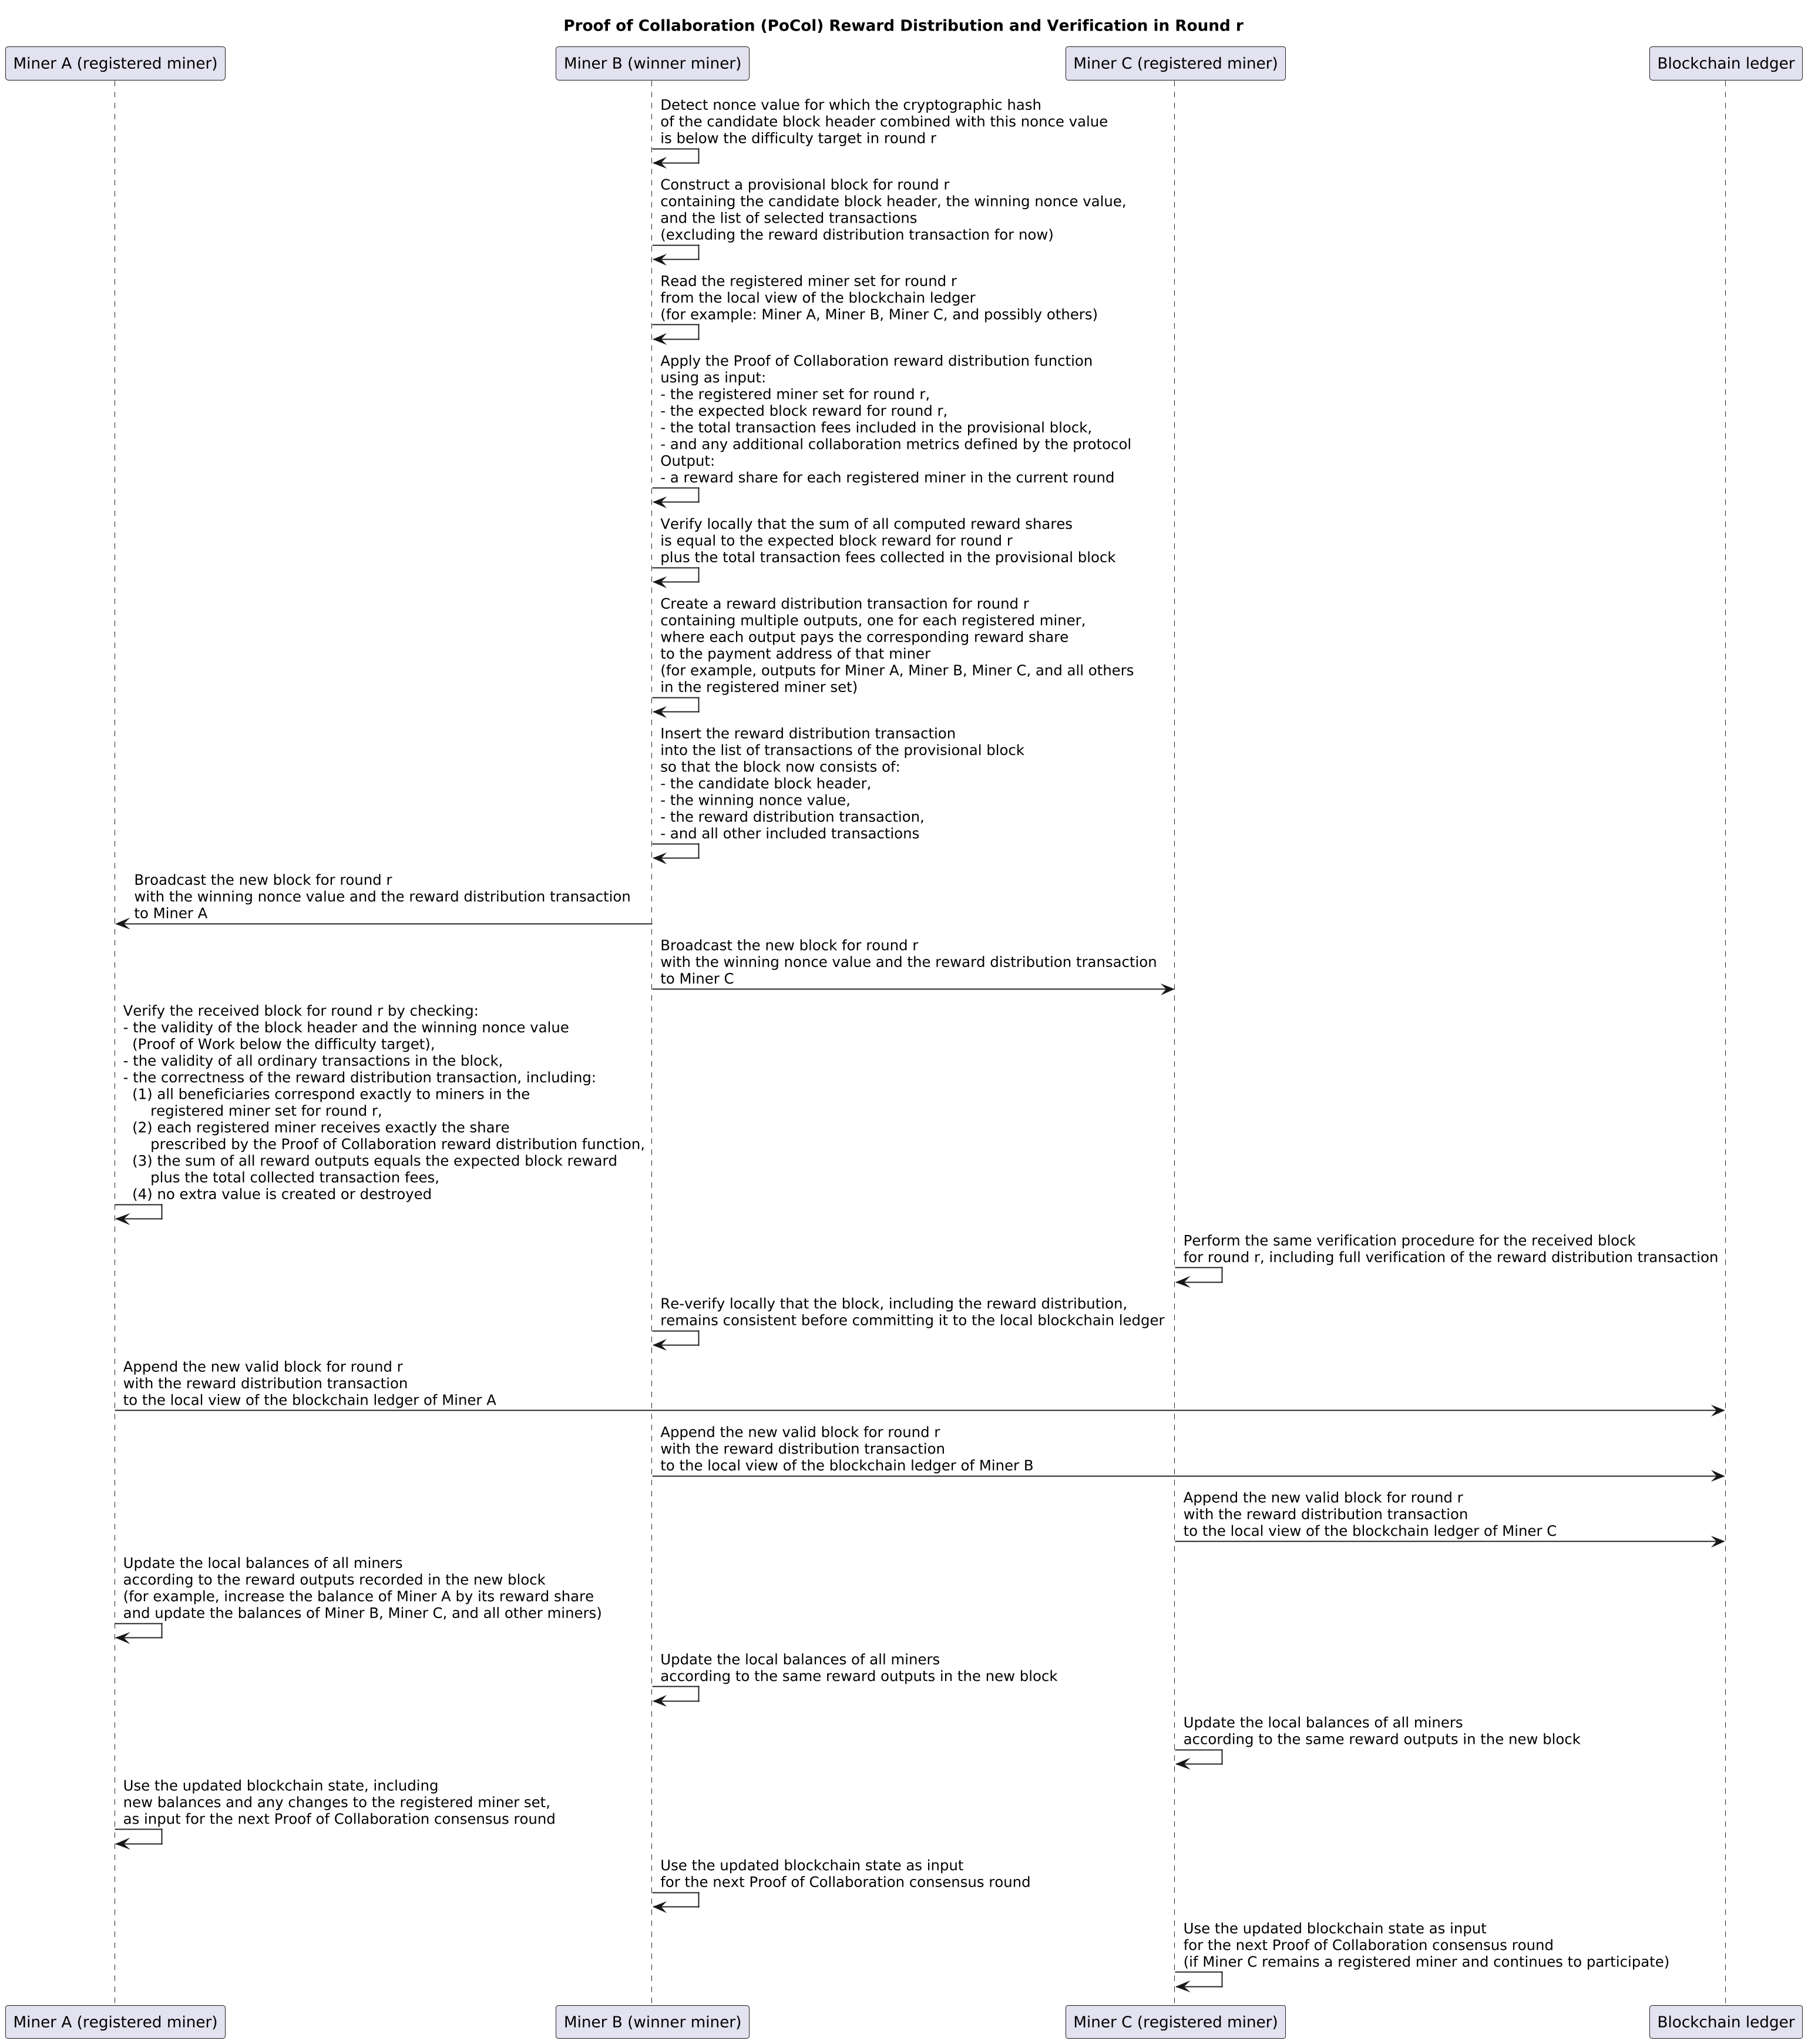 Proof of Collaboration (PoCol) Reward Distribution and Verification in Round r
Miner A (registered miner)
Miner B (winner miner)
Miner C (registered miner)
Blockchain ledger
Detect nonce value for which the cryptographic hash
of the candidate block header combined with this nonce value
is below the difficulty target in round r
Construct a provisional block for round r
containing the candidate block header, the winning nonce value,
and the list of selected transactions
(excluding the reward distribution transaction for now)
Read the registered miner set for round r
from the local view of the blockchain ledger
(for example: Miner A, Miner B, Miner C, and possibly others)
Apply the Proof of Collaboration reward distribution function
using as input:
- the registered miner set for round r,
- the expected block reward for round r,
- the total transaction fees included in the provisional block,
- and any additional collaboration metrics defined by the protocol
Output:
- a reward share for each registered miner in the current round
Verify locally that the sum of all computed reward shares
is equal to the expected block reward for round r
plus the total transaction fees collected in the provisional block
Create a reward distribution transaction for round r
containing multiple outputs, one for each registered miner,
where each output pays the corresponding reward share
to the payment address of that miner
(for example, outputs for Miner A, Miner B, Miner C, and all others
in the registered miner set)
Insert the reward distribution transaction
into the list of transactions of the provisional block
so that the block now consists of:
- the candidate block header,
- the winning nonce value,
- the reward distribution transaction,
- and all other included transactions
Broadcast the new block for round r
with the winning nonce value and the reward distribution transaction
to Miner A
Broadcast the new block for round r
with the winning nonce value and the reward distribution transaction
to Miner C
Verify the received block for round r by checking:
- the validity of the block header and the winning nonce value
(Proof of Work below the difficulty target),
- the validity of all ordinary transactions in the block,
- the correctness of the reward distribution transaction, including:
(1) all beneficiaries correspond exactly to miners in the
registered miner set for round r,
(2) each registered miner receives exactly the share
prescribed by the Proof of Collaboration reward distribution function,
(3) the sum of all reward outputs equals the expected block reward
plus the total collected transaction fees,
(4) no extra value is created or destroyed
Perform the same verification procedure for the received block
for round r, including full verification of the reward distribution transaction
Re-verify locally that the block, including the reward distribution,
remains consistent before committing it to the local blockchain ledger
Append the new valid block for round r
with the reward distribution transaction
to the local view of the blockchain ledger of Miner A
Append the new valid block for round r
with the reward distribution transaction
to the local view of the blockchain ledger of Miner B
Append the new valid block for round r
with the reward distribution transaction
to the local view of the blockchain ledger of Miner C
Update the local balances of all miners
according to the reward outputs recorded in the new block
(for example, increase the balance of Miner A by its reward share
and update the balances of Miner B, Miner C, and all other miners)
Update the local balances of all miners
according to the same reward outputs in the new block
Update the local balances of all miners
according to the same reward outputs in the new block
Use the updated blockchain state, including
new balances and any changes to the registered miner set,
as input for the next Proof of Collaboration consensus round
Use the updated blockchain state as input
for the next Proof of Collaboration consensus round
Use the updated blockchain state as input
for the next Proof of Collaboration consensus round
(if Miner C remains a registered miner and continues to participate)
Miner A (registered miner)
Miner B (winner miner)
Miner C (registered miner)
Blockchain ledger